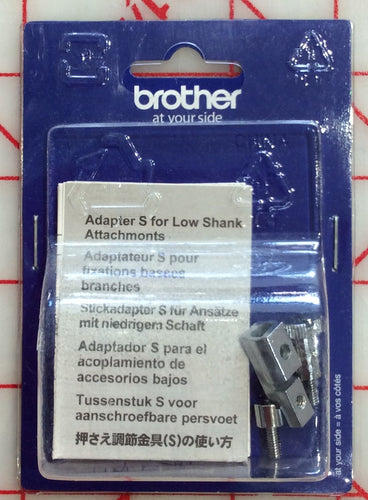 brother
at your side
Adapter S for Low Shank
Attachmonts
Adaptateur S pour
fixations basses
branches
Stickadapter S für Ansätze
mit niedrigem Schaft
Adaptador S para el
acoplamiento de
accesorios bajos
Tussenstuk S voor
aanschroefbare persvoet
押さえ調節金具(S)の使い方
at your side = à vos côtés